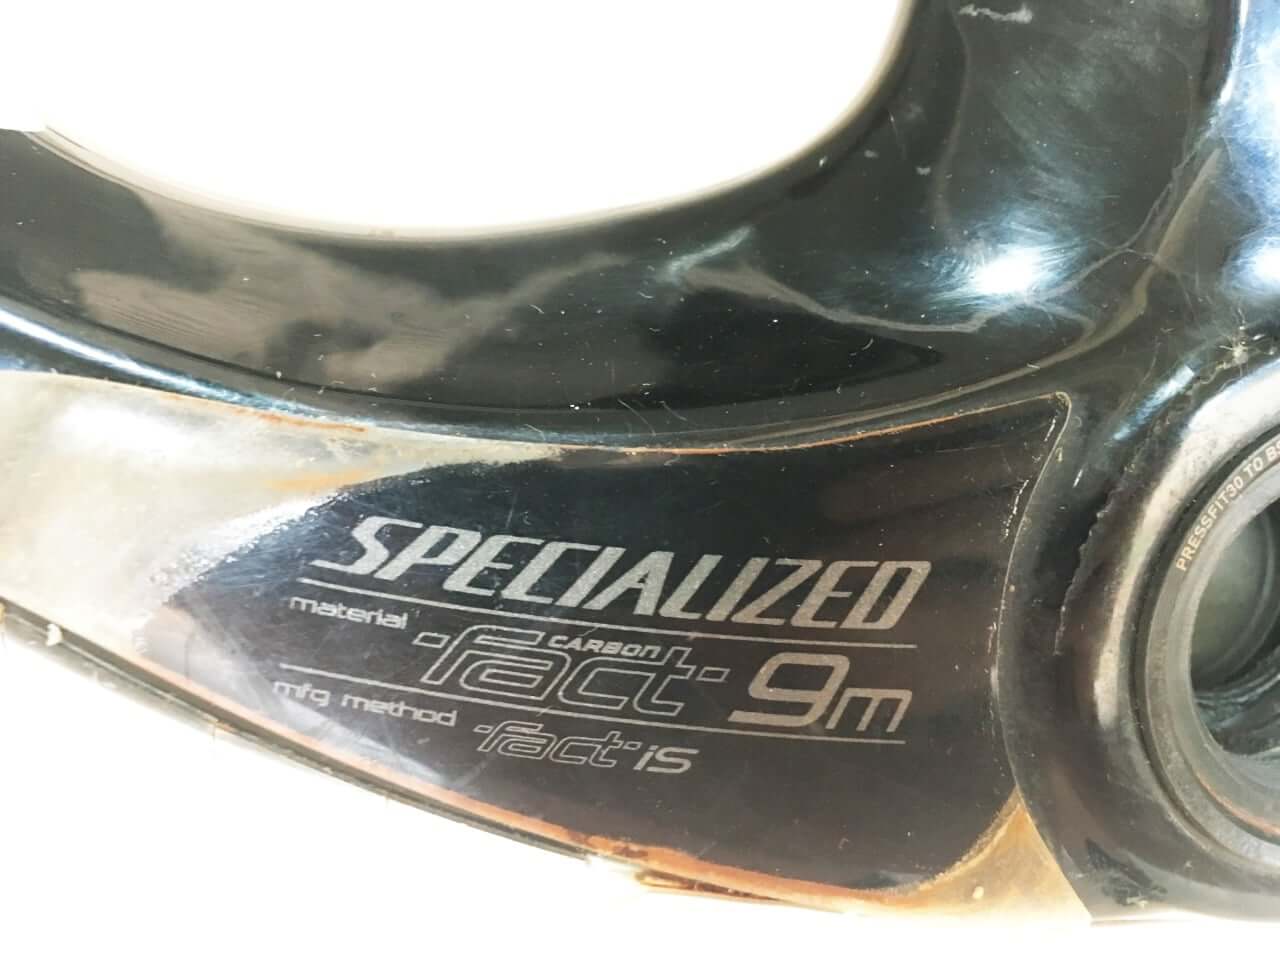 SPECIALIZED
material
CARBON
fact 9m
mfg method
fact iS
PRESSFIT30 TO